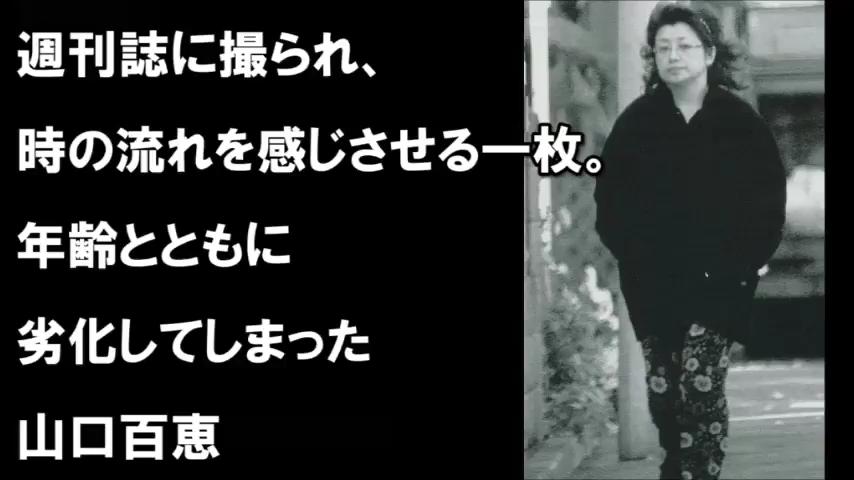 週刊誌に撮られ、
時の流れを感じさせる一枚。
年齢とともに
劣化してしまった
山口百恵